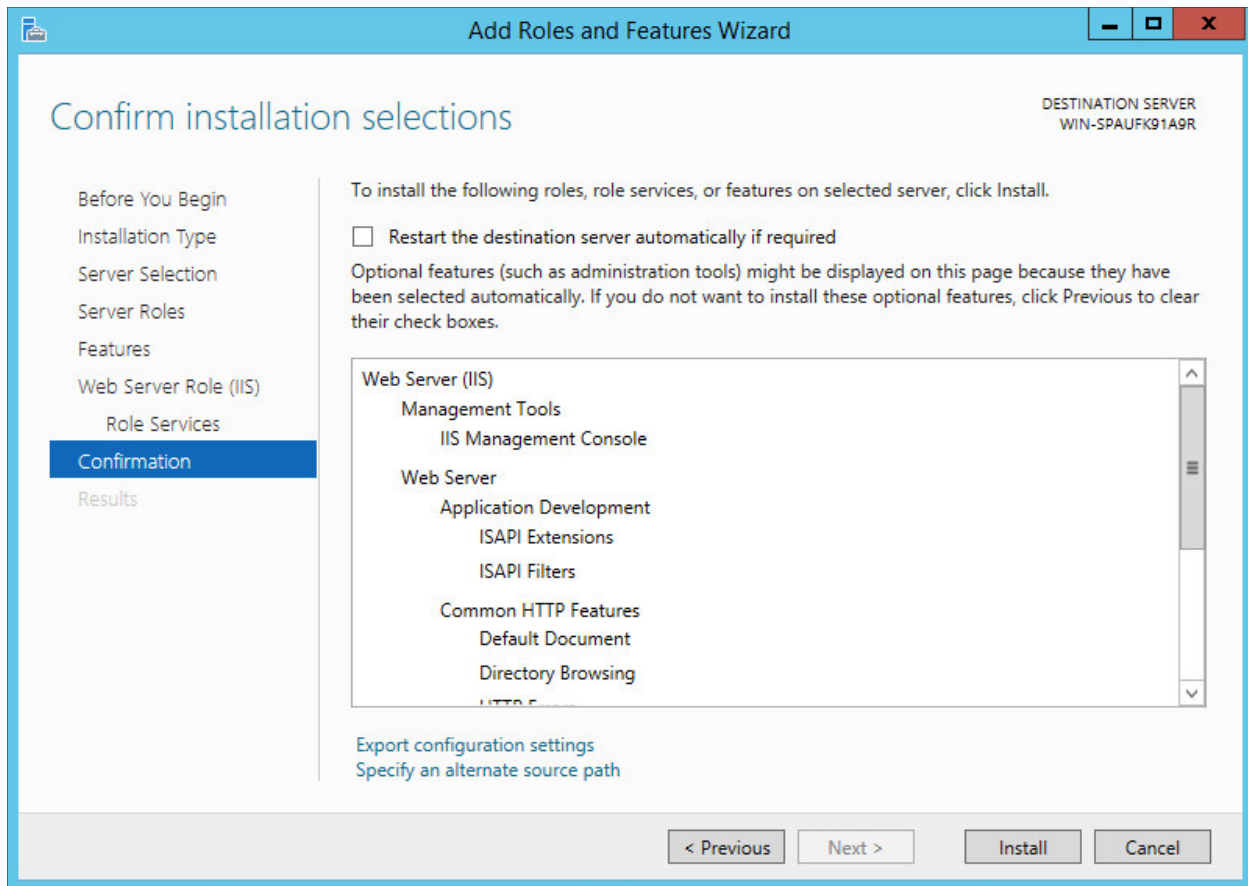 Add Roles and Features Wizard
Confirm installation selections
DESTINATION SERVER
WIN-SPAUFK91A9R
Before You Begin
Installation Type
Server Selection
Server Roles
Features
Web Server Role (IIS)
Role Services
Confirmation
Results
To install the following roles, role services, or features on selected server, click Install.
Restart the destination server automatically if required
Optional features (such as administration tools) might be displayed on this page because they have
been selected automatically. If you do not want to install these optional features, click Previous to clear
their check boxes.
Web Server (IIS)
Management Tools
IIS Management Console
Web Server
Application Development
ISAPI Extensions
ISAPI Filters
Common HTTP Features
Default Document
Directory Browsing
HTTP Errors
Export configuration settings
Specify an alternate source path
< Previous
Next >
Install
Cancel